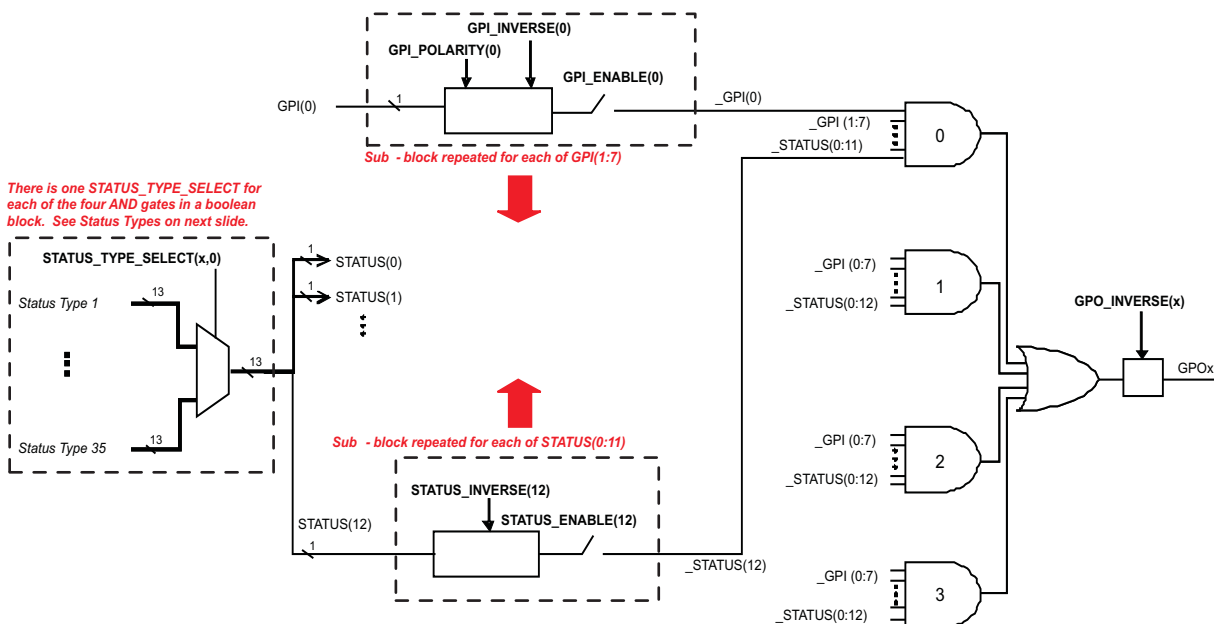 GPI_INVERSE(0)
GPI_POLARITY(0)
GPI_ENABLE(0)
GPI(0)
1
_GPI(0)
_GPI (1:7)
_STATUS(0:11)
0
Sub - block repeated for each of GPI(1:7)
There is one STATUS_TYPE_SELECT for
each of the four AND gates in a boolean
block. See Status Types on next slide.
STATUS_TYPE_SELECT(x,0)
Status Type 1
13
13
Status Type 35
13
1
STATUS(0)
1
STATUS(1)
_GPI (0:7)
_STATUS(0:12)
1
GPO_INVERSE(x)
GPOx
Sub - block repeated for each of STATUS(0:11)
STATUS_INVERSE(12)
STATUS_ENABLE(12)
STATUS(12)
1
_STATUS(12)
_GPI (0:7)
_STATUS(0:12)
2
_GPI (0:7)
_STATUS(0:12)
3